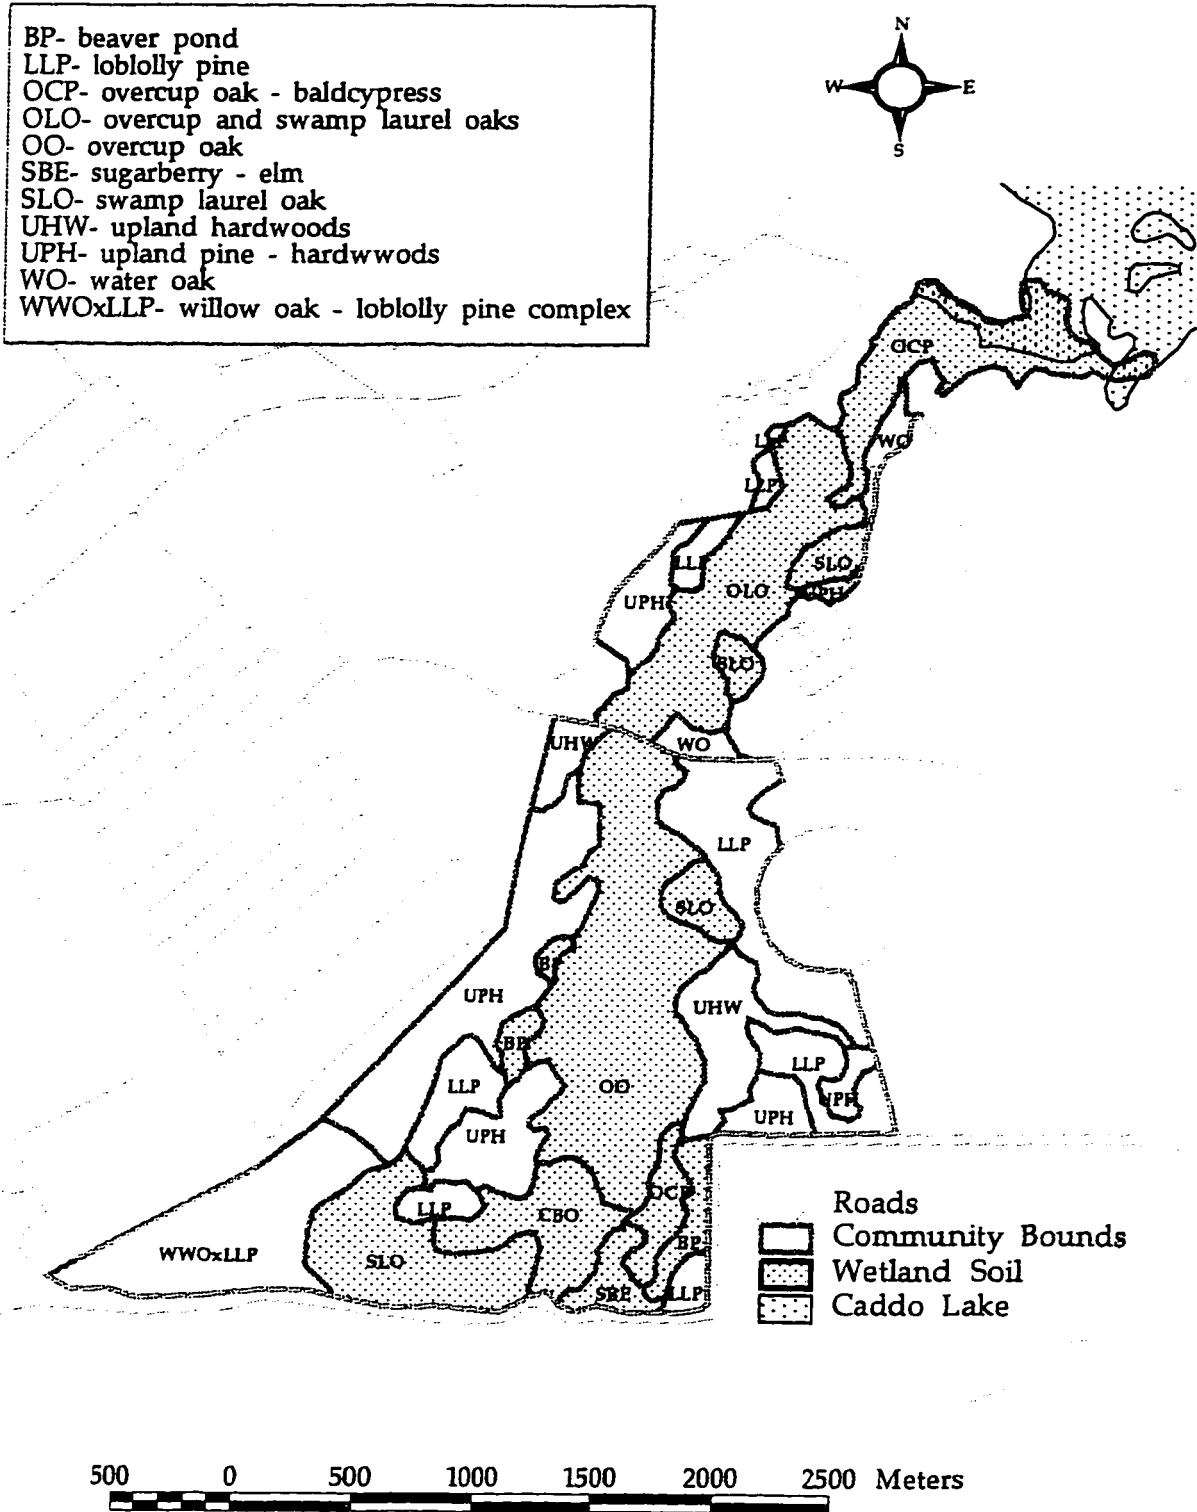 BP- beaver pond
LLP- loblolly pine
OCP- overcup oak - baldcypress
OLO- overcup and swamp laurel oaks
OO- overcup oak
SBE- sugarberry - elm
SLO- swamp laurel oak
UHW- upland hardwoods
UPH- upland pine - hardwwods
WO- water oak
WWOxLLP- willow oak - loblolly pine complex
N
W E
S
OCP
WO
LLP
LLP
SLO
LLP
OLO
UPH
UPH
SLO
UHW
WO
LLP
SLO
BP
UPH
UHW
BP
LLP
LLP
OO
UPH
UPH
UPH
OCP
LLP
CBO
BP
WWOxLLP
SLO
SBE
LLP
Roads
Community Bounds
Wetland Soil
Caddo Lake
500 0 500 1000 1500 2000 2500 Meters